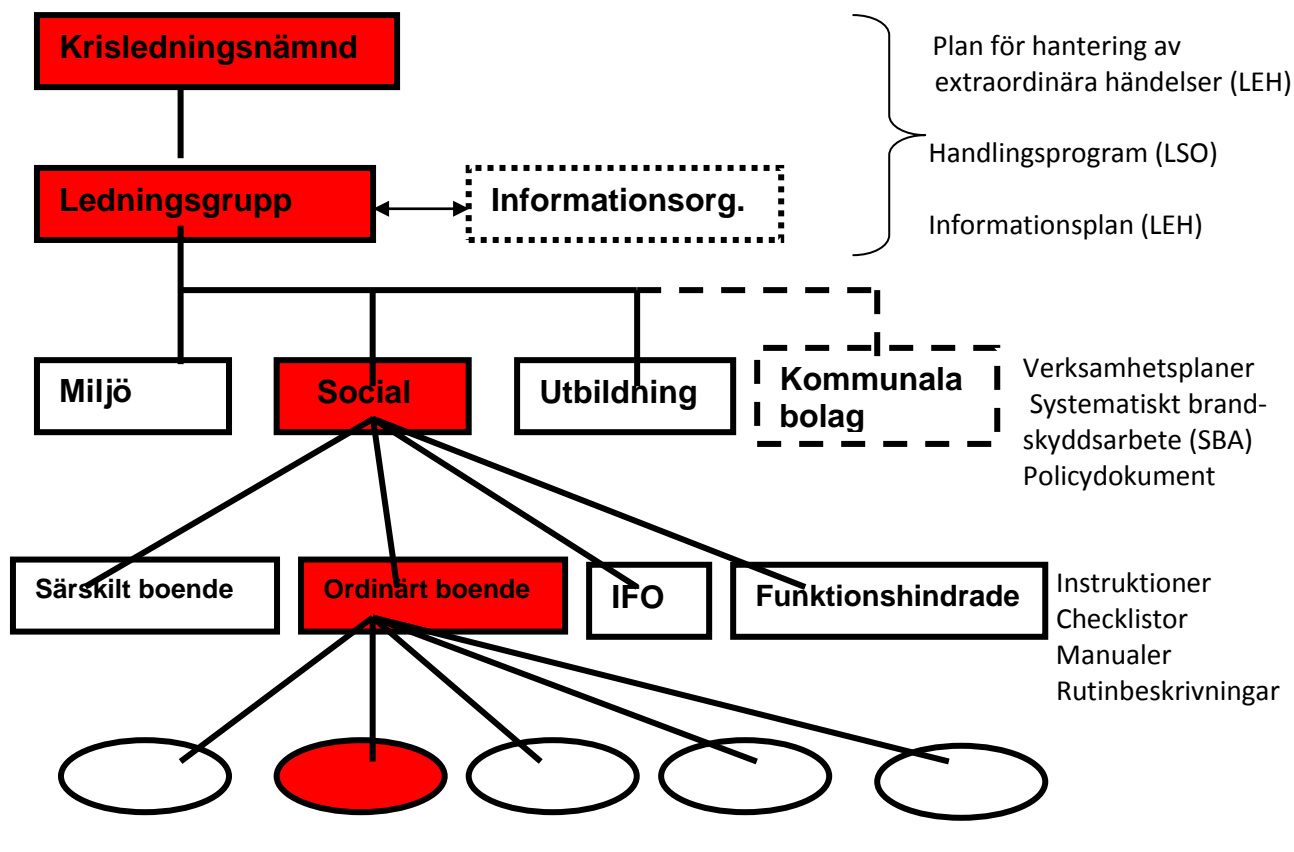 Krisledningsnämnd
Plan för hantering av
extraordinära händelser (LEH)
Handlingsprogram (LSO)
Ledningsgrupp
Informationsorg.
Informationsplan (LEH)
Miljö
Social
Utbildning
Kommunala
bolag
Verksamhetsplaner
Systematiskt brand-
skyddsarbete (SBA)
Policydokument
Särskilt boende
Ordinärt boende
IFO
Funktionshindrade
Instruktioner
Checklistor
Manualer
Rutinbeskrivningar